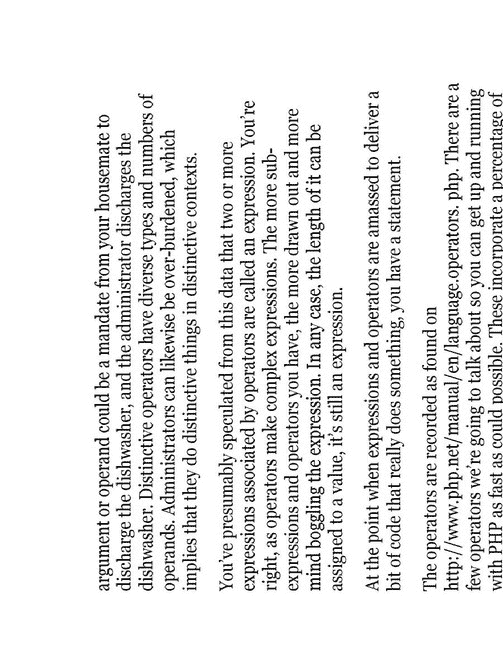 argument or operand could be a mandate from your housemate to
discharge the dishwasher, and the administrator discharges the
dishwasher. Distinctive operators have diverse types and numbers of
operands. Administrators can likewise be over-burdened, which
implies that they do distinctive things in distinctive contexts.
You've presumably speculated from this data that two or more
expressions associated by operators are called an expression. You're
right, as operators make complex expressions. The more sub-
expressions and operators you have, the more drawn out and more
mind boggling the expression. In any case, the length of it can be
assigned to a value, it's still an expression.
At the point when expressions and operators are amassed to deliver a
bit of code that really does something, you have a statement.
The operators are recorded as found on
http://www.php.net/manual/en/language.operators. php. There are a
few operators we're going to talk about so you can get up and running
with PHP as fast as could possible. These incorporate a percentage of